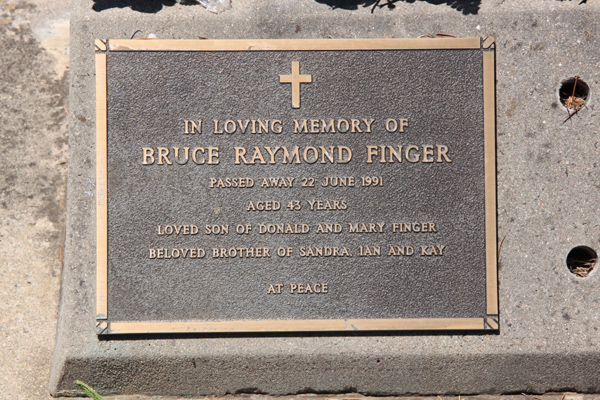 IN LOVING MEMORY OF
BRUCE RAYMOND FINGER
PASSED AWAY 22 JUNE 1991
AGED 43 YEARS
LOVED SON OF DONALD AND MARY FINGER
BELOVED BROTHER OF SANDRA, IAN AND KAY
AT PEACE